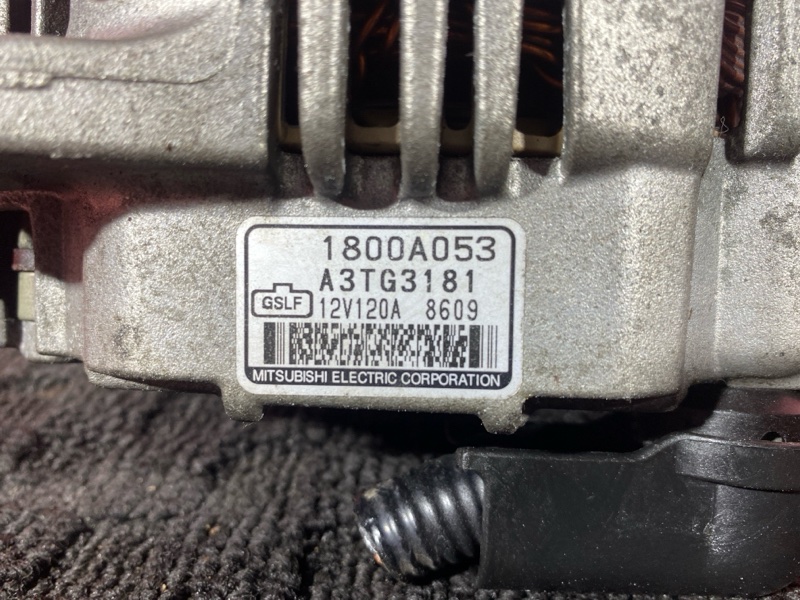 1800A053
A3TG3181
GSLF 12V120A 8609
MITSUBISHI ELECTRIC CORPORATION